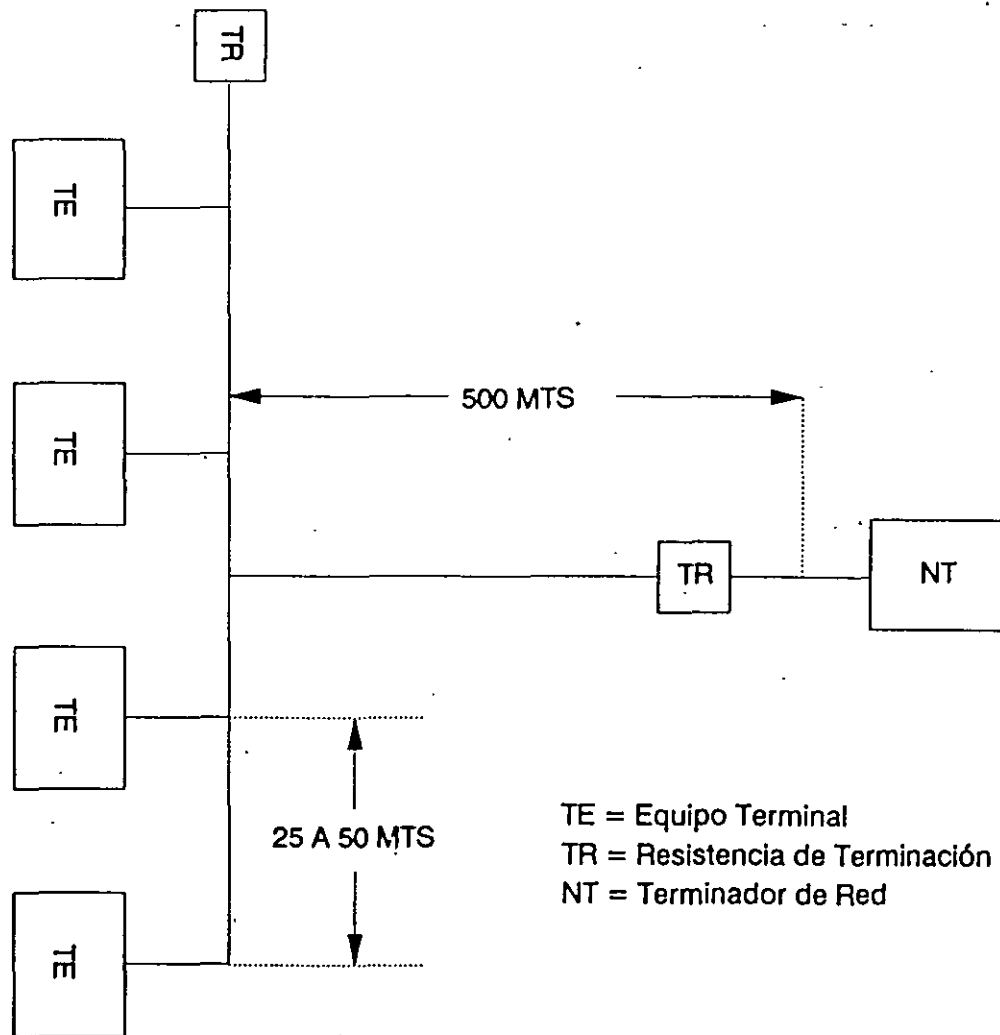 TR
TE
TE
500 MTS
TR
NT
TE
25 A 50 MTS
TE
TE = Equipo Terminal
TR = Resistencia de Terminación
NT = Terminador de Red